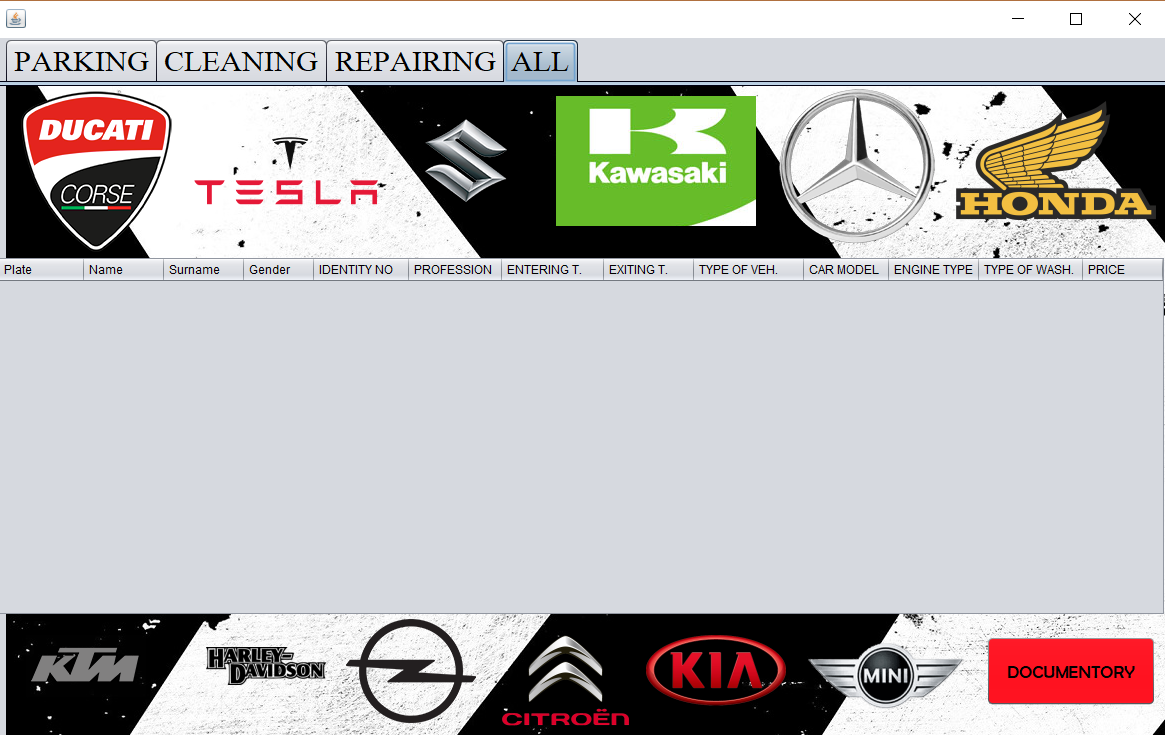 PARKING CLEANING REPAIRING ALL
DUCATI
CORSE
TESLA
Kawasaki
HONDA
Plate Name Surname Gender IDENTITY NO PROFESSION ENTERING T. EXITING T. TYPE OF VEH. CAR MODEL ENGINE TYPE TYPE OF WASH. PRICE
KTM
HARLEY-
DAVIDSON
CITROËN
KIA
MINI
DOCUMENTORY